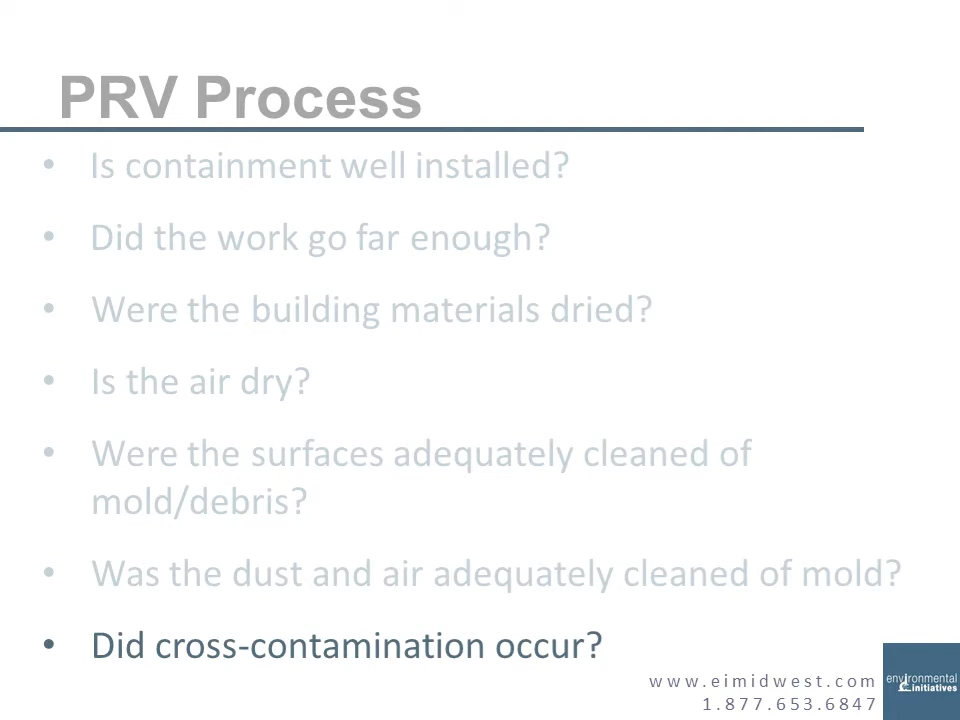 PRV Process
• Is containment well installed?
• Did the work go far enough?
• Were the building materials dried?
• Is the air dry?
• Were the surfaces adequately cleaned of
mold/debris?
• Was the dust and air adequately cleaned of mold?
• Did cross-contamination occur?
www.eimidwest.com
1.877.653.6847
environmental
initiatives